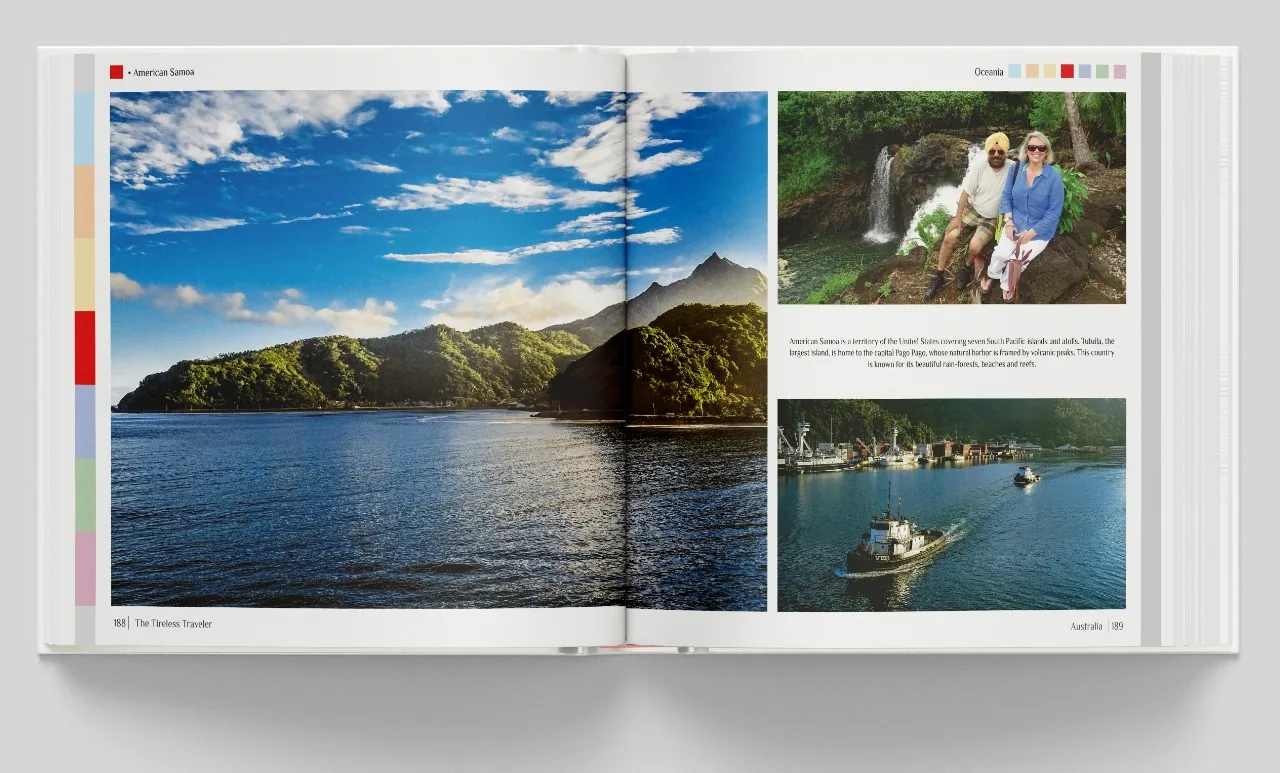 • American Samoa
188 | The Tireless Traveler
Oceania
American Samoa is a territory of the United States covering seven South Pacific islands and atolls. Tutuila, the
largest island, is home to the capital Pago Pago, whose natural harbor is framed by volcanic peaks. This country
is known for its beautiful rain-forests, beaches and reefs.
Australia | 189